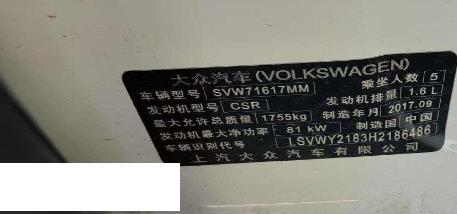 大众汽车(VOLKSWAGEN)
车辆型号 SVW71617MM 乘坐人数 5
发动机型号 CSR 发动机排量 1.6 L
最大允许总质量 1755kg 制造年月 2017.09
发动机最大净功率 81 kW 制造国 中国
车辆识别代号 LSVWY2183H2186486
上汽大众汽车有限公司